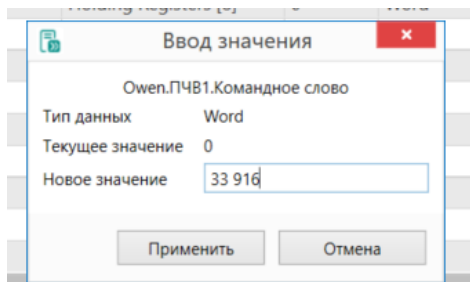 Holding Registers [6]
Word
Ввод значения
Owen.ПЧВ1.Командное слово
Тип данных Word
Текущее значение 0
Новое значение 33 916
Применить Отмена